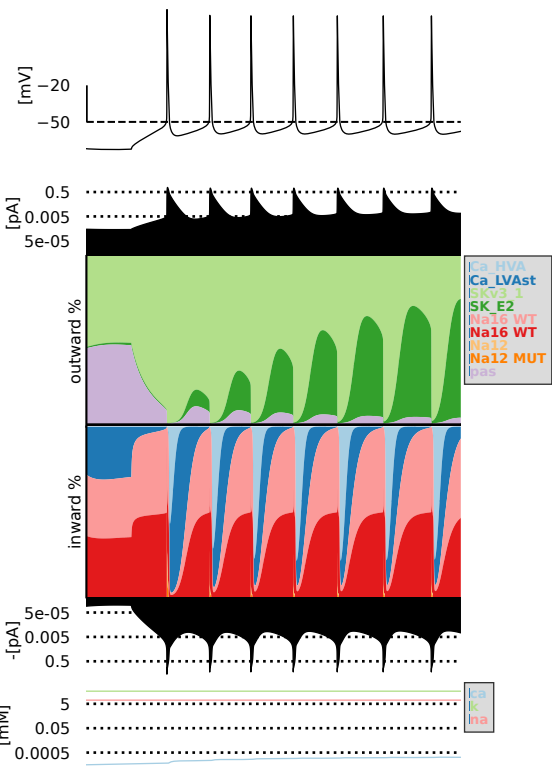 [mV]
−20
−50
[pA]
0.5
0.005
5e-05
outward %
Ca_HVA
Ca_LVAst
SKv3_1
SK_E2
Na16 WT
Na16 WT
Na12
Na12 MUT
pas
inward %
-[pA]
5e-05
0.005
0.5
[mM]
5
0.05
0.0005
ca
k
na